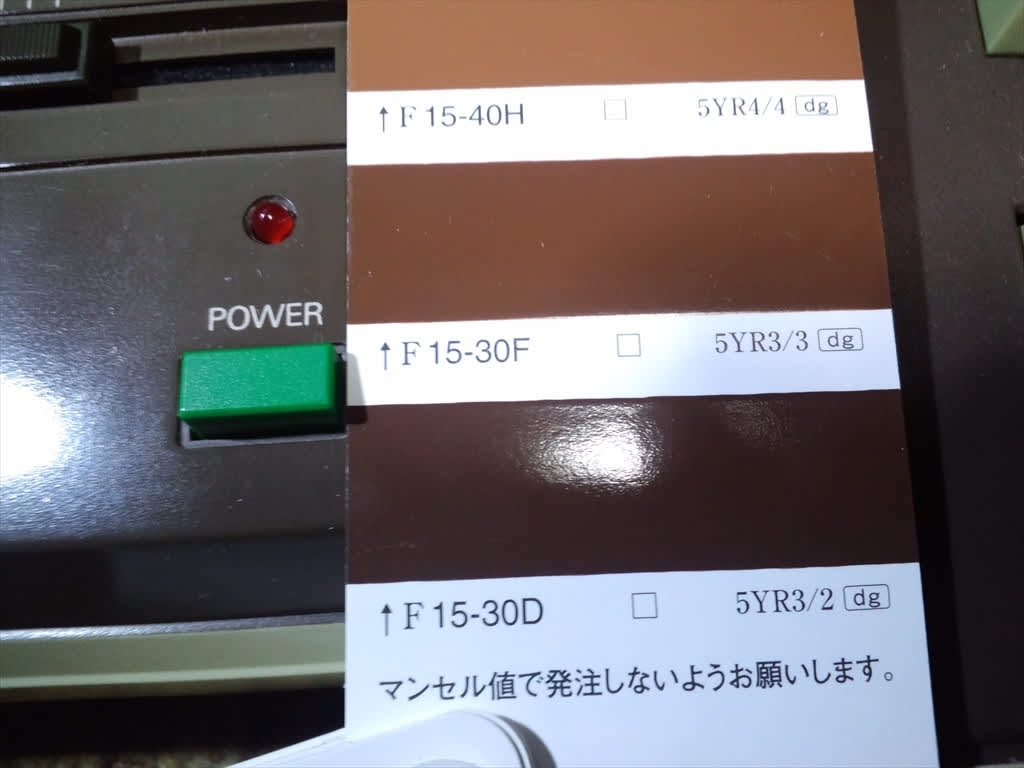 ↑F 15-40H □ 5YR4/4 dg
POWER
↑F 15-30F □ 5YR3/3 dg
↑F 15-30D □ 5YR3/2 dg
マンセル値で発注しないようお願いします。